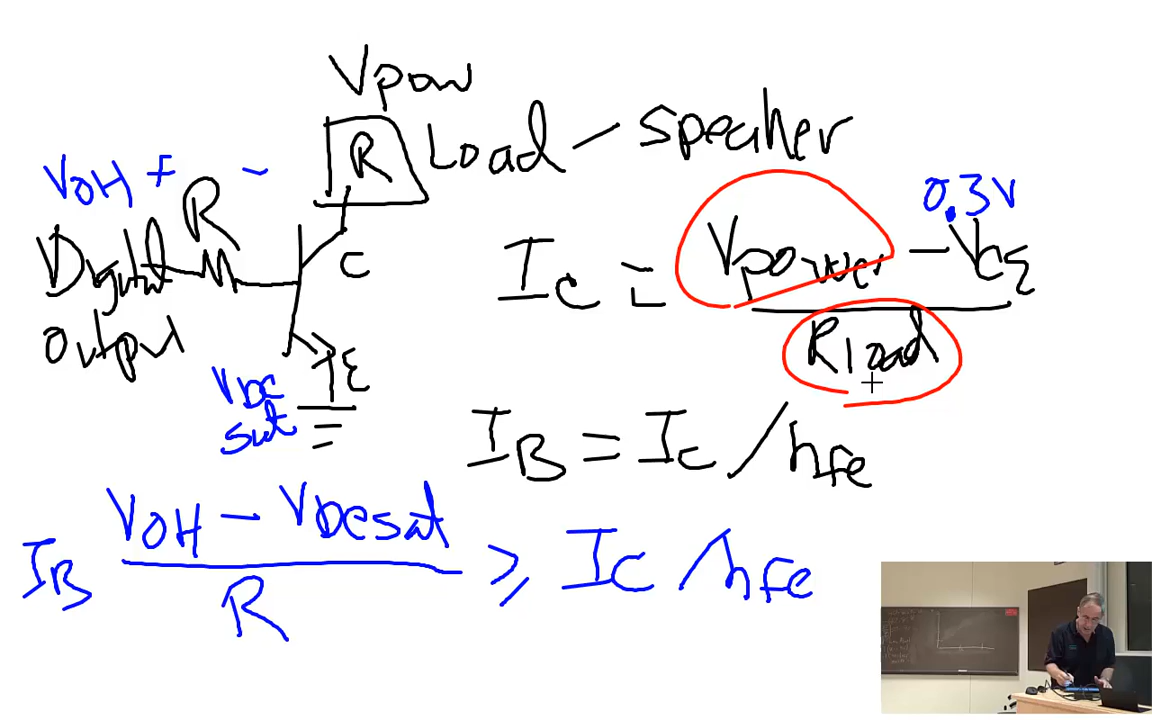 Vpow
R Load – speaker
VOH + –
R
Digital output
C
E
VBE sat
0.3V
IC = Vpower – VCE / Rload
IB = IC / hfe
IB VOH – VBEsat / R ⩾ IC / hfe